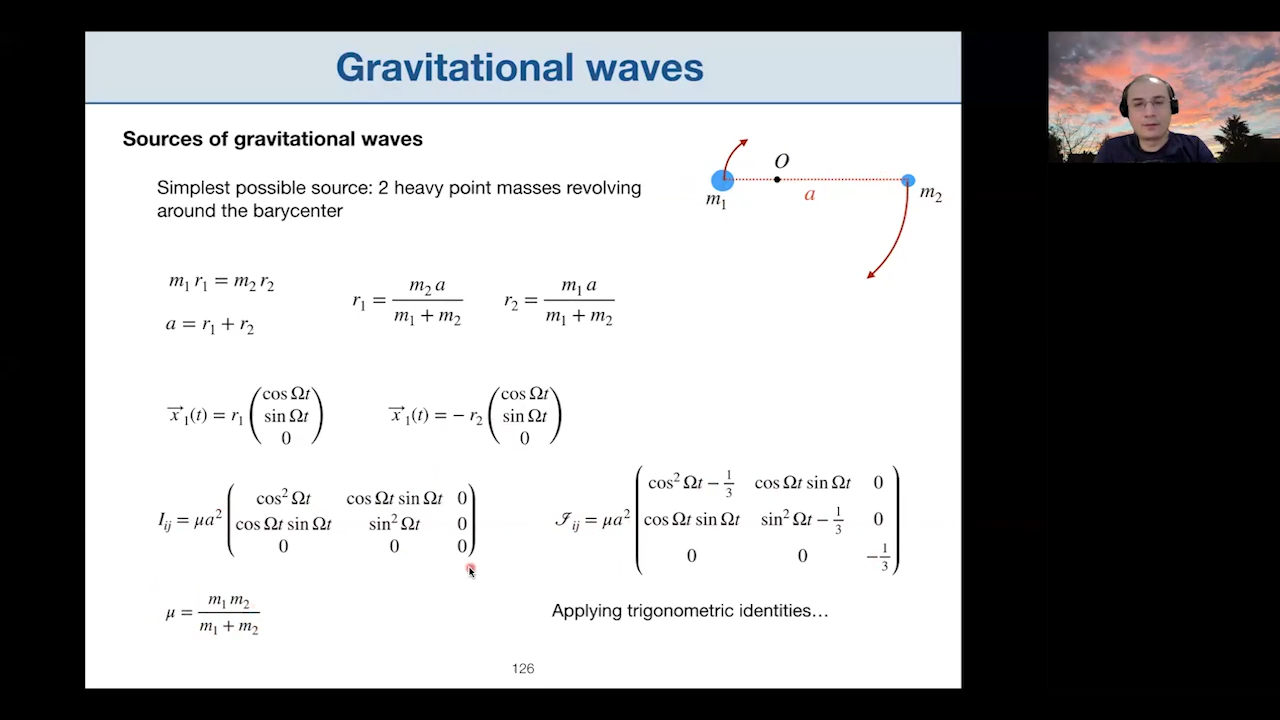 Gravitational waves
Sources of gravitational waves
Simplest possible source: 2 heavy point masses revolving
around the barycenter
O
m₁
a
m₂
m₁ r₁ = m₂ r₂
a = r₁ + r₂
r₁ = m₂ a / m₁ + m₂
r₂ = m₁ a / m₁ + m₂
x⃗₁(t) = r₁ ( cos Ωt sin Ωt 0 )
x⃗₁(t) = − r₂ ( cos Ωt sin Ωt 0 )
Iᵢⱼ = μa² ( cos² Ωt cos Ωt sin Ωt 0
cos Ωt sin Ωt sin² Ωt 0
0 0 0 )
ℐᵢⱼ = μa² ( cos² Ωt − 1/3 cos Ωt sin Ωt 0
cos Ωt sin Ωt sin² Ωt − 1/3 0
0 0 − 1/3 )
μ = m₁ m₂ / m₁ + m₂
Applying trigonometric identities…
126